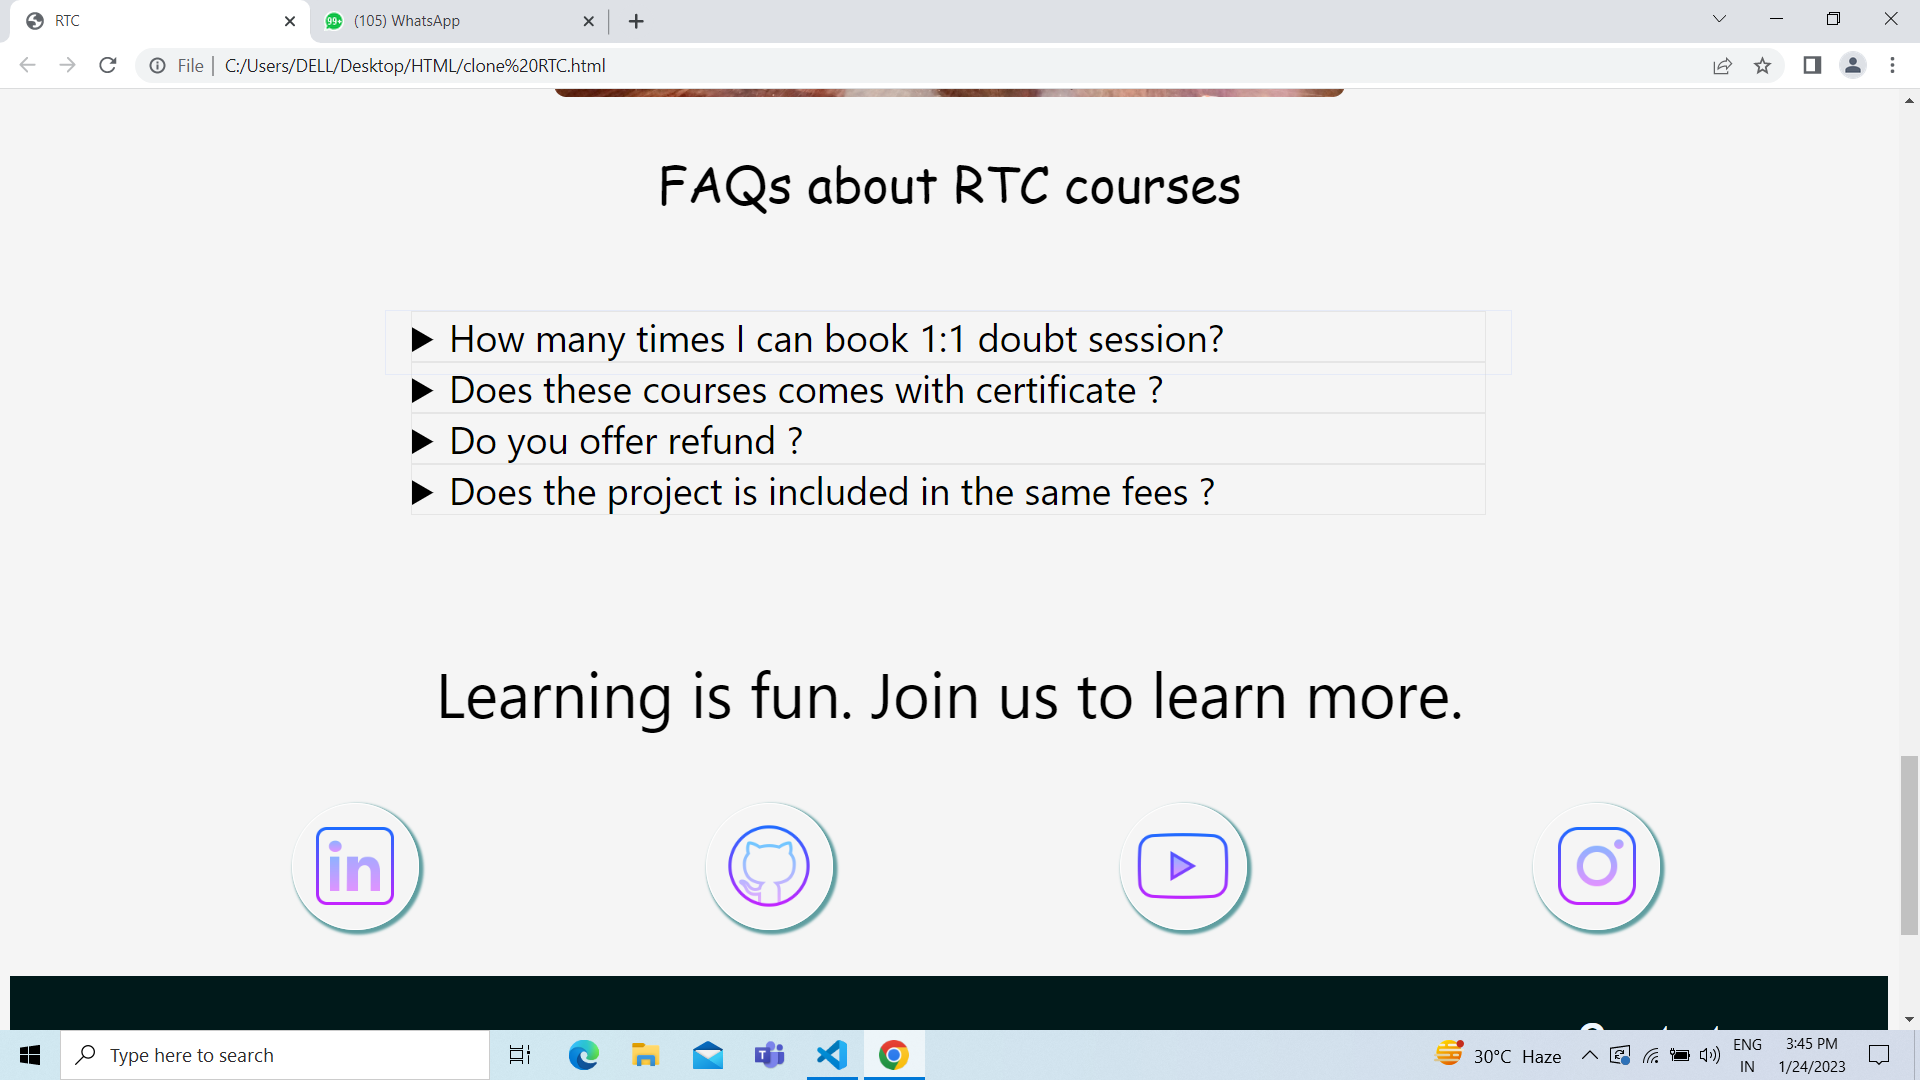 RTC
99+ (105) WhatsApp
File C:/Users/DELL/Desktop/HTML/clone%20RTC.html
FAQs about RTC courses
How many times I can book 1:1 doubt session?
Does these courses comes with certificate ?
Do you offer refund ?
Does the project is included in the same fees ?
Learning is fun. Join us to learn more.
in
Type here to search
30°C Haze
ENG
IN
3:45 PM
1/24/2023